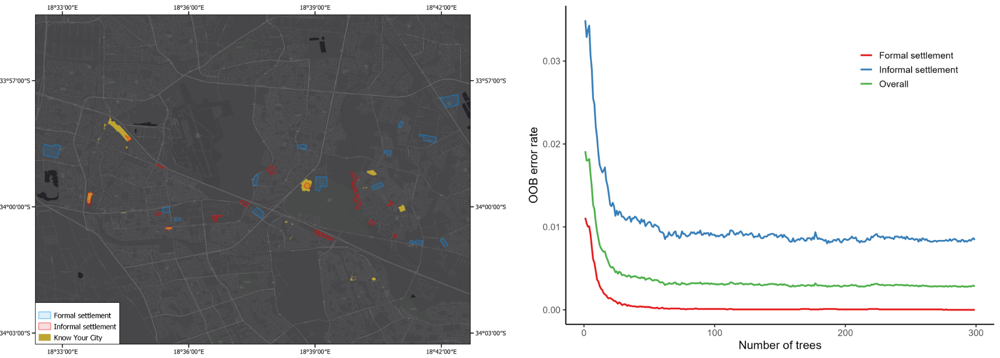 18°33′00″E 18°36′00″E 18°39′00″E 18°42′00″E
33°57′00″S 33°57′00″S
34°00′00″S 34°00′00″S
Formal settlement
Informal settlement
Know Your City
34°03′00″S 34°03′00″S
18°33′00″E 18°36′00″E 18°39′00″E 18°42′00″E
OOB error rate
0.03
0.02
0.01
0.00
Formal settlement
Informal settlement
Overall
0 100 200 300
Number of trees